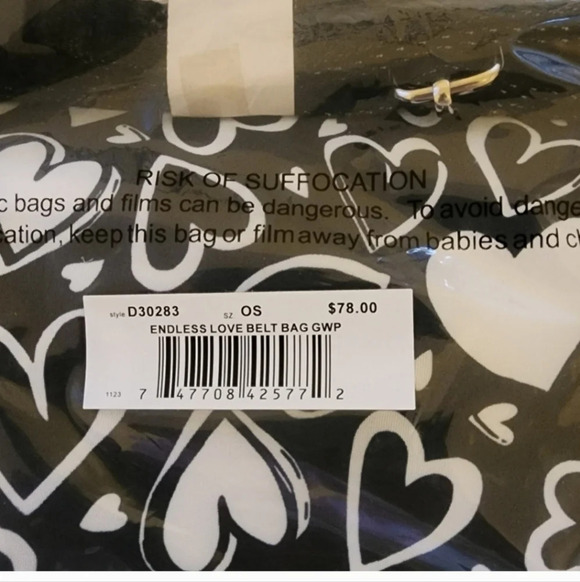 RISK OF SUFFOCATION
bags and films can be dangerous. To avoid
keep this bag or film away from babies and
style D30283 SZ OS $78.00
ENDLESS LOVE BELT BAG GWP
1123 7 47708 42577 2